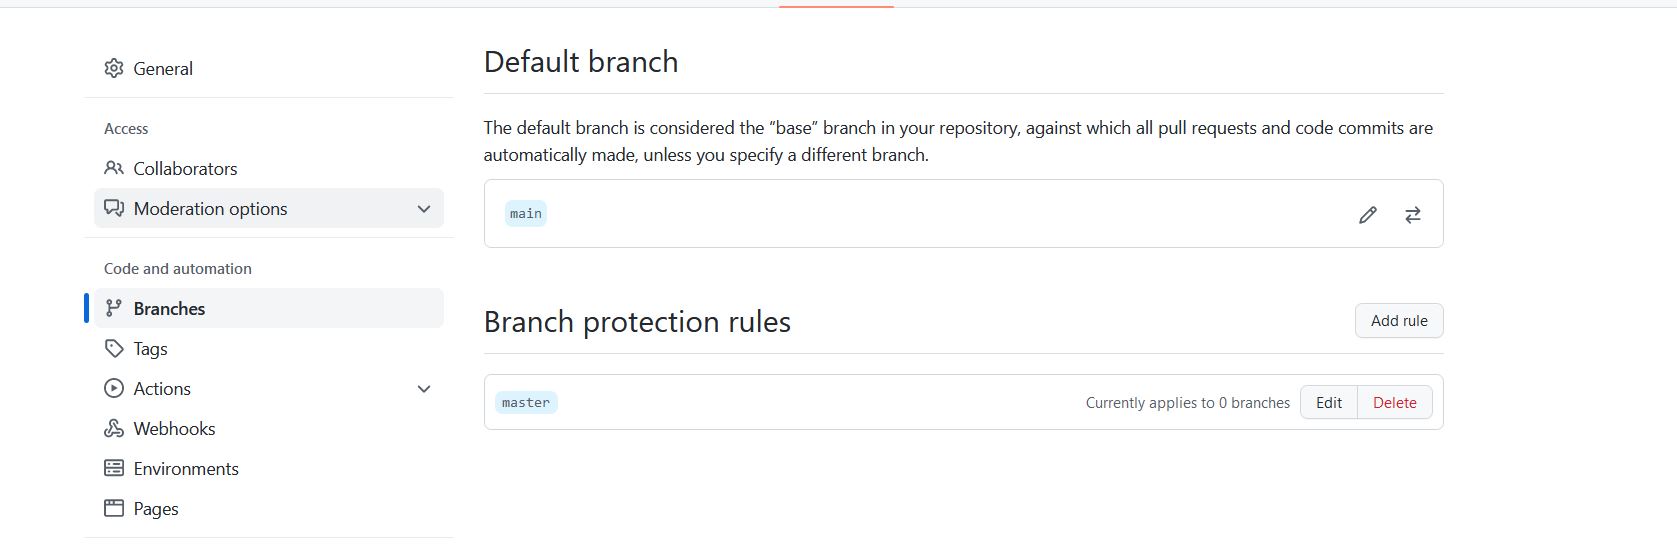 General
Access
Collaborators
Moderation options
Code and automation
Branches
Tags
Actions
Webhooks
Environments
Pages
Default branch
The default branch is considered the “base” branch in your repository, against which all pull requests and code commits are
automatically made, unless you specify a different branch.
main
Branch protection rules
Add rule
master
Currently applies to 0 branches
Edit
Delete